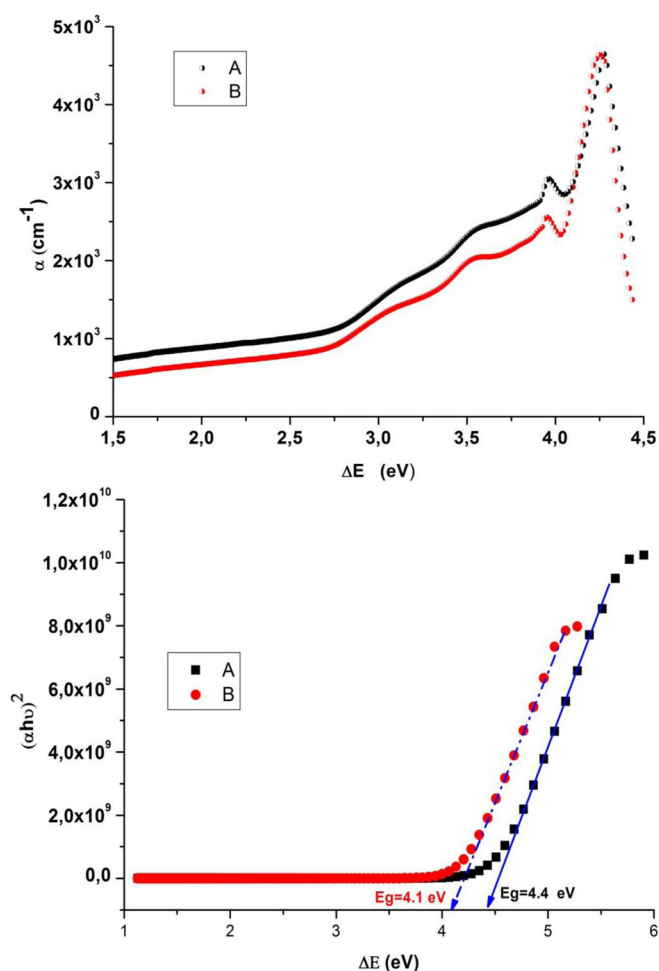 5x10³
4x10³
3x10³
2x10³
1x10³
0
α (cm⁻¹)
A
B
1,5 2,0 2,5 3,0 3,5 4,0 4,5
ΔE (eV)
1,2x10¹⁰
1,0x10¹⁰
8,0x10⁹
6,0x10⁹
4,0x10⁹
2,0x10⁹
0,0
(αhυ)²
A
B
Eg=4.1 eV
Eg=4.4 eV
1 2 3 4 5 6
ΔE (eV)